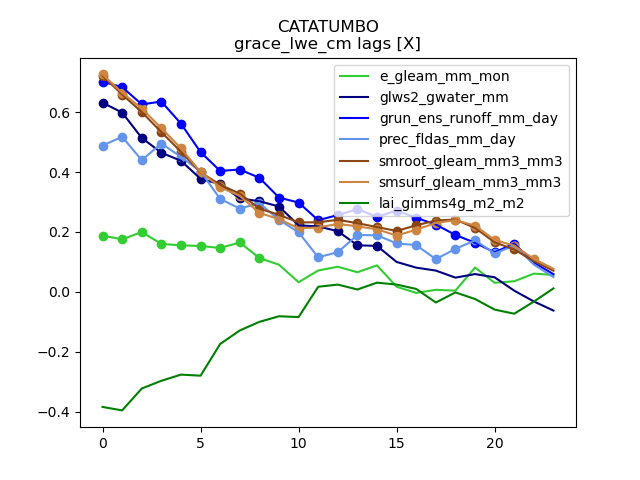 CATATUMBO
grace_lwe_cm lags [X]
e_gleam_mm_mon
glws2_gwater_mm
grun_ens_runoff_mm_day
prec_fldas_mm_day
smroot_gleam_mm3_mm3
smsurf_gleam_mm3_mm3
lai_gimms4g_m2_m2
0.6
0.4
0.2
0.0
−0.2
−0.4
0 5 10 15 20